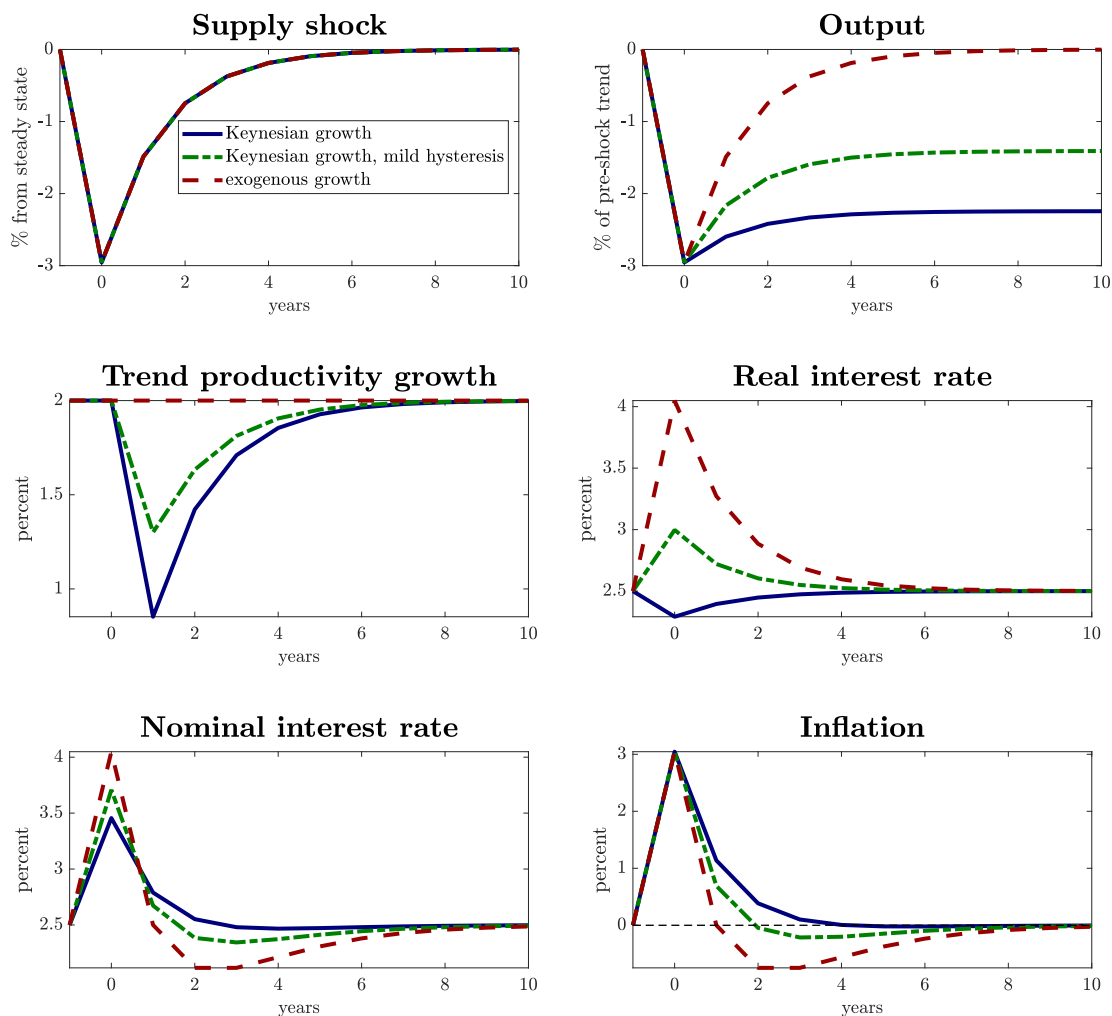 Supply shock
% from steady state
0
-1
-2
-3
Keynesian growth
Keynesian growth, mild hysteresis
exogenous growth
0 2 4 6 8 10
years
Output
% of pre-shock trend
0
-1
-2
-3
0 2 4 6 8 10
years
Trend productivity growth
percent
2
1.5
1
0 2 4 6 8 10
years
Real interest rate
percent
4
3.5
3
2.5
0 2 4 6 8 10
years
Nominal interest rate
percent
4
3.5
3
2.5
0 2 4 6 8 10
years
Inflation
percent
3
2
1
0
0 2 4 6 8 10
years